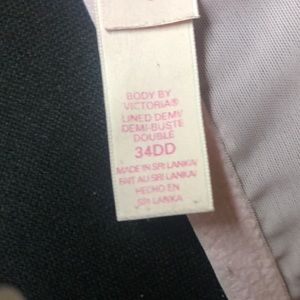 BODY BY
VICTORIA®
LINED DEMI/
DEMI-BUSTE
DOUBLÉ
34DD
MADE IN SRI LANKA/
FAIT AU SRI LANKA/
HECHO EN
SRI LANKA